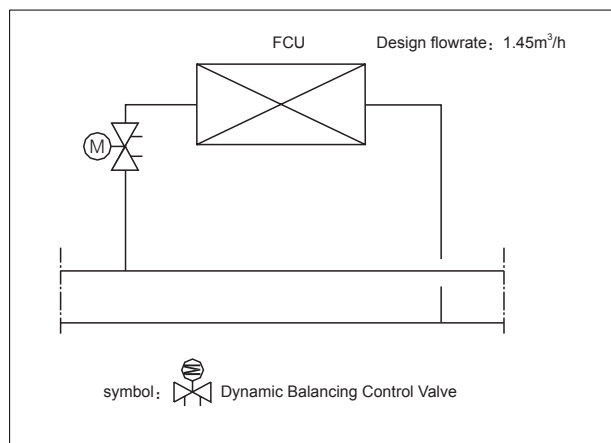 FCU Design flowrate：1.45m³/h
M
symbol： M Dynamic Balancing Control Valve